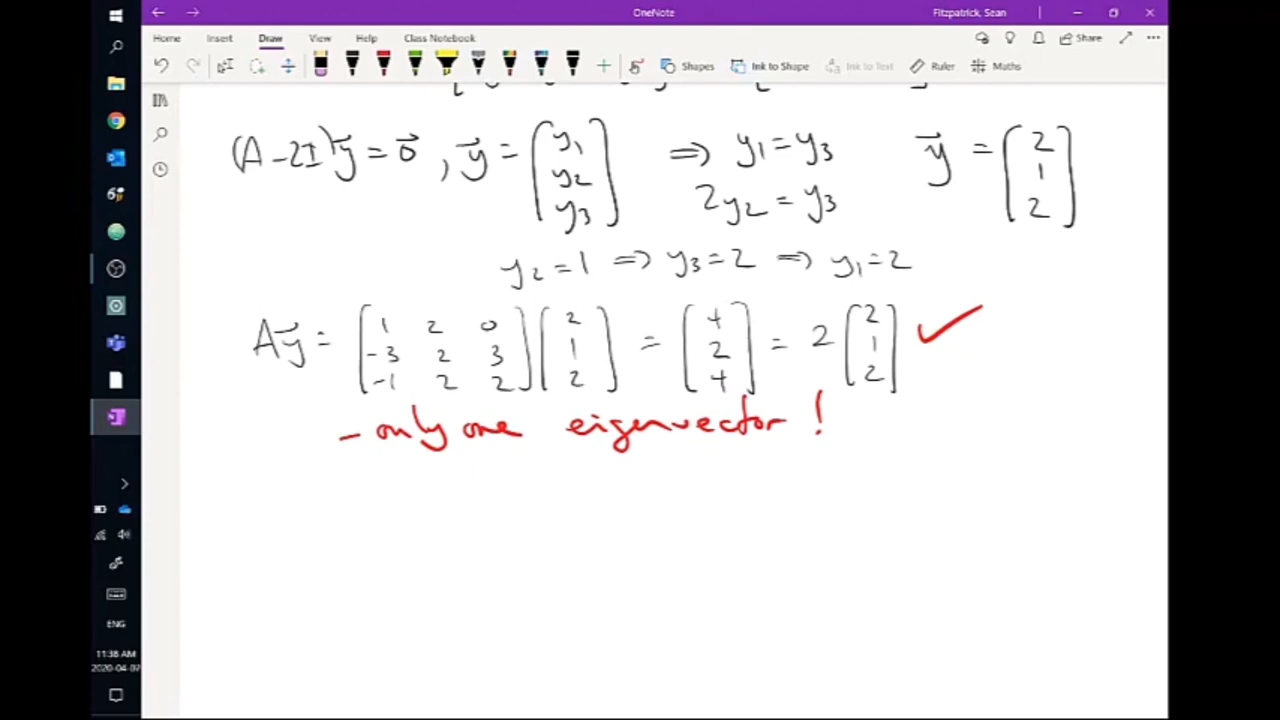 OneNote
Fitzpatrick, Sean
Home Insert Draw View Help Class Notebook
Share
Shapes Ink to Shape Ink to Text Ruler Maths
(A - 2I)y⃗ = 0⃗ , y⃗ = [y1 y2 y3] ⇒ y1 = y3 y⃗ = [2 1 2]
2y2 = y3
y2 = 1 ⇒ y3 = 2 ⇒ y1 = 2
Ay⃗ = [1 2 0; -3 2 3; -1 2 2] [2 1 2] = [4 2 4] = 2 [2 1 2] ✓
- only one eigenvector !
ENG
11:38 AM
2020-04-07